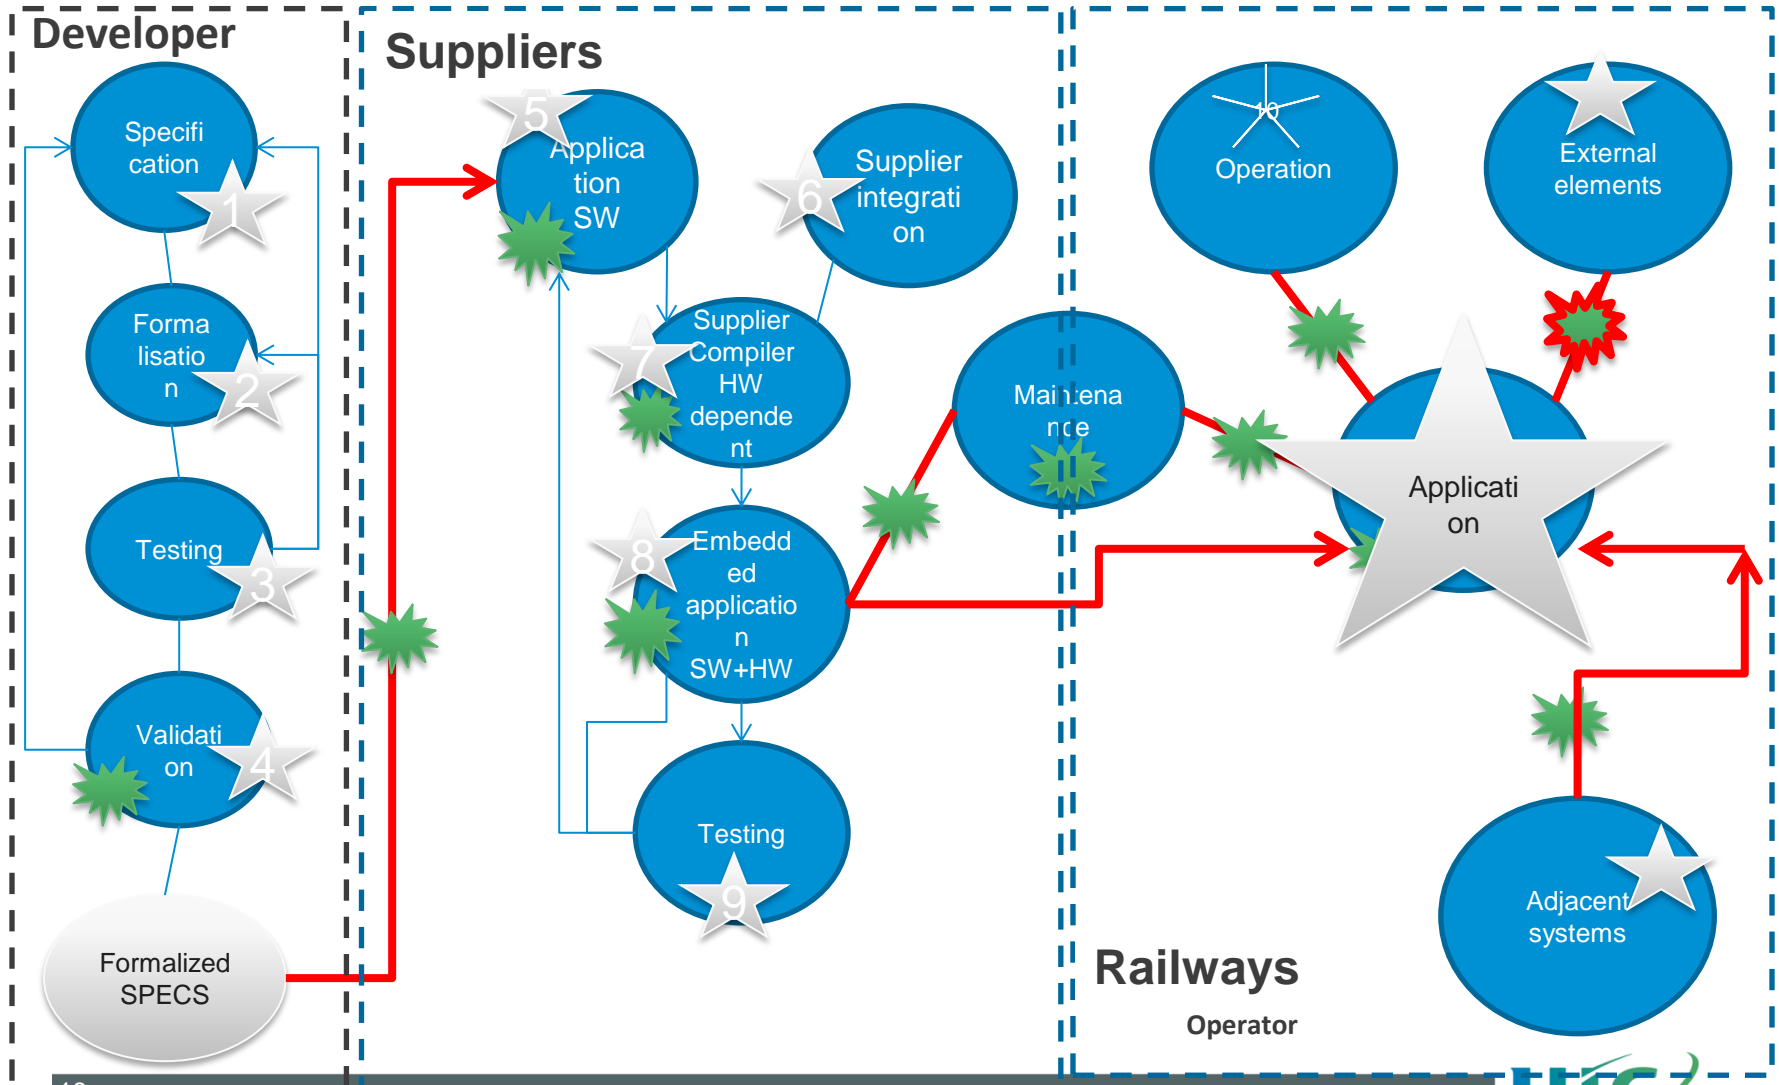 Developer
Suppliers
Specifi
cation
1
Forma
lisatio
n
2
Testing
3
Validati
on
4
Formalized
SPECS
5
Applica
tion
SW
6
Supplier
integrati
on
7
Supplier
Compiler
HW
depende
nt
8
Embedd
ed
applicatio
n
SW+HW
Testing
9
Maintena
nce
10
Operation
External
elements
Applicati
on
Adjacent
systems
Railways
Operator